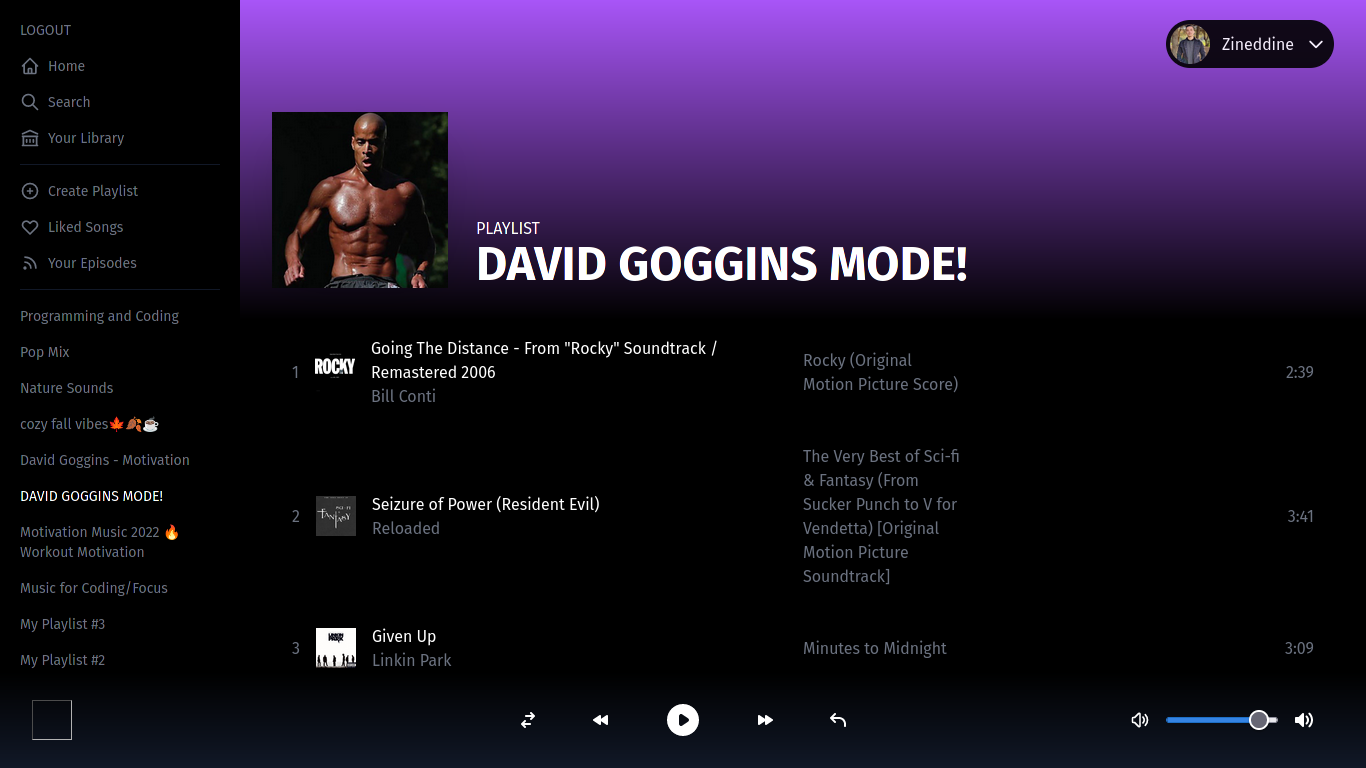 LOGOUT
Home
Search
Your Library
Create Playlist
Liked Songs
Your Episodes
Programming and Coding
Pop Mix
Nature Sounds
cozy fall vibes🍁🍂☕
David Goggins - Motivation
DAVID GOGGINS MODE!
Motivation Music 2022 🔥
Workout Motivation
Music for Coding/Focus
My Playlist #3
My Playlist #2
Zineddine
PLAYLIST
DAVID GOGGINS MODE!
1
ROCKY
Going The Distance - From "Rocky" Soundtrack /
Remastered 2006
Bill Conti
Rocky (Original
Motion Picture Score)
2:39
2
Seizure of Power (Resident Evil)
Reloaded
The Very Best of Sci-fi
& Fantasy (From
Sucker Punch to V for
Vendetta) [Original
Motion Picture
Soundtrack]
3:41
3
Given Up
Linkin Park
Minutes to Midnight
3:09